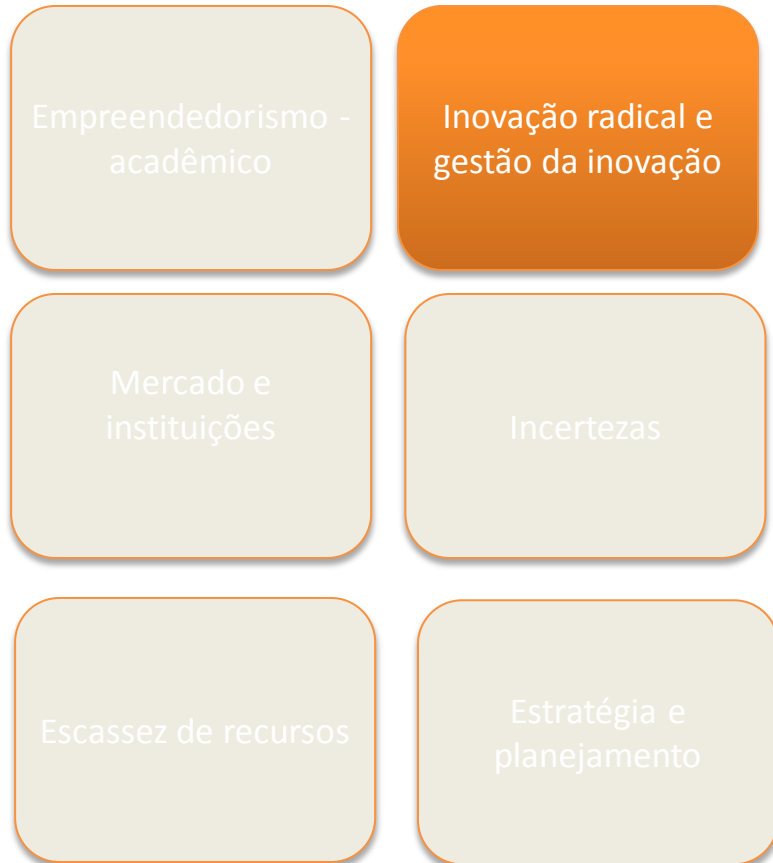 Empreendedorismo -
acadêmico
Inovação radical e
gestão da inovação
Mercado e
instituições
Incertezas
Escassez de recursos
Estratégia e
planejamento